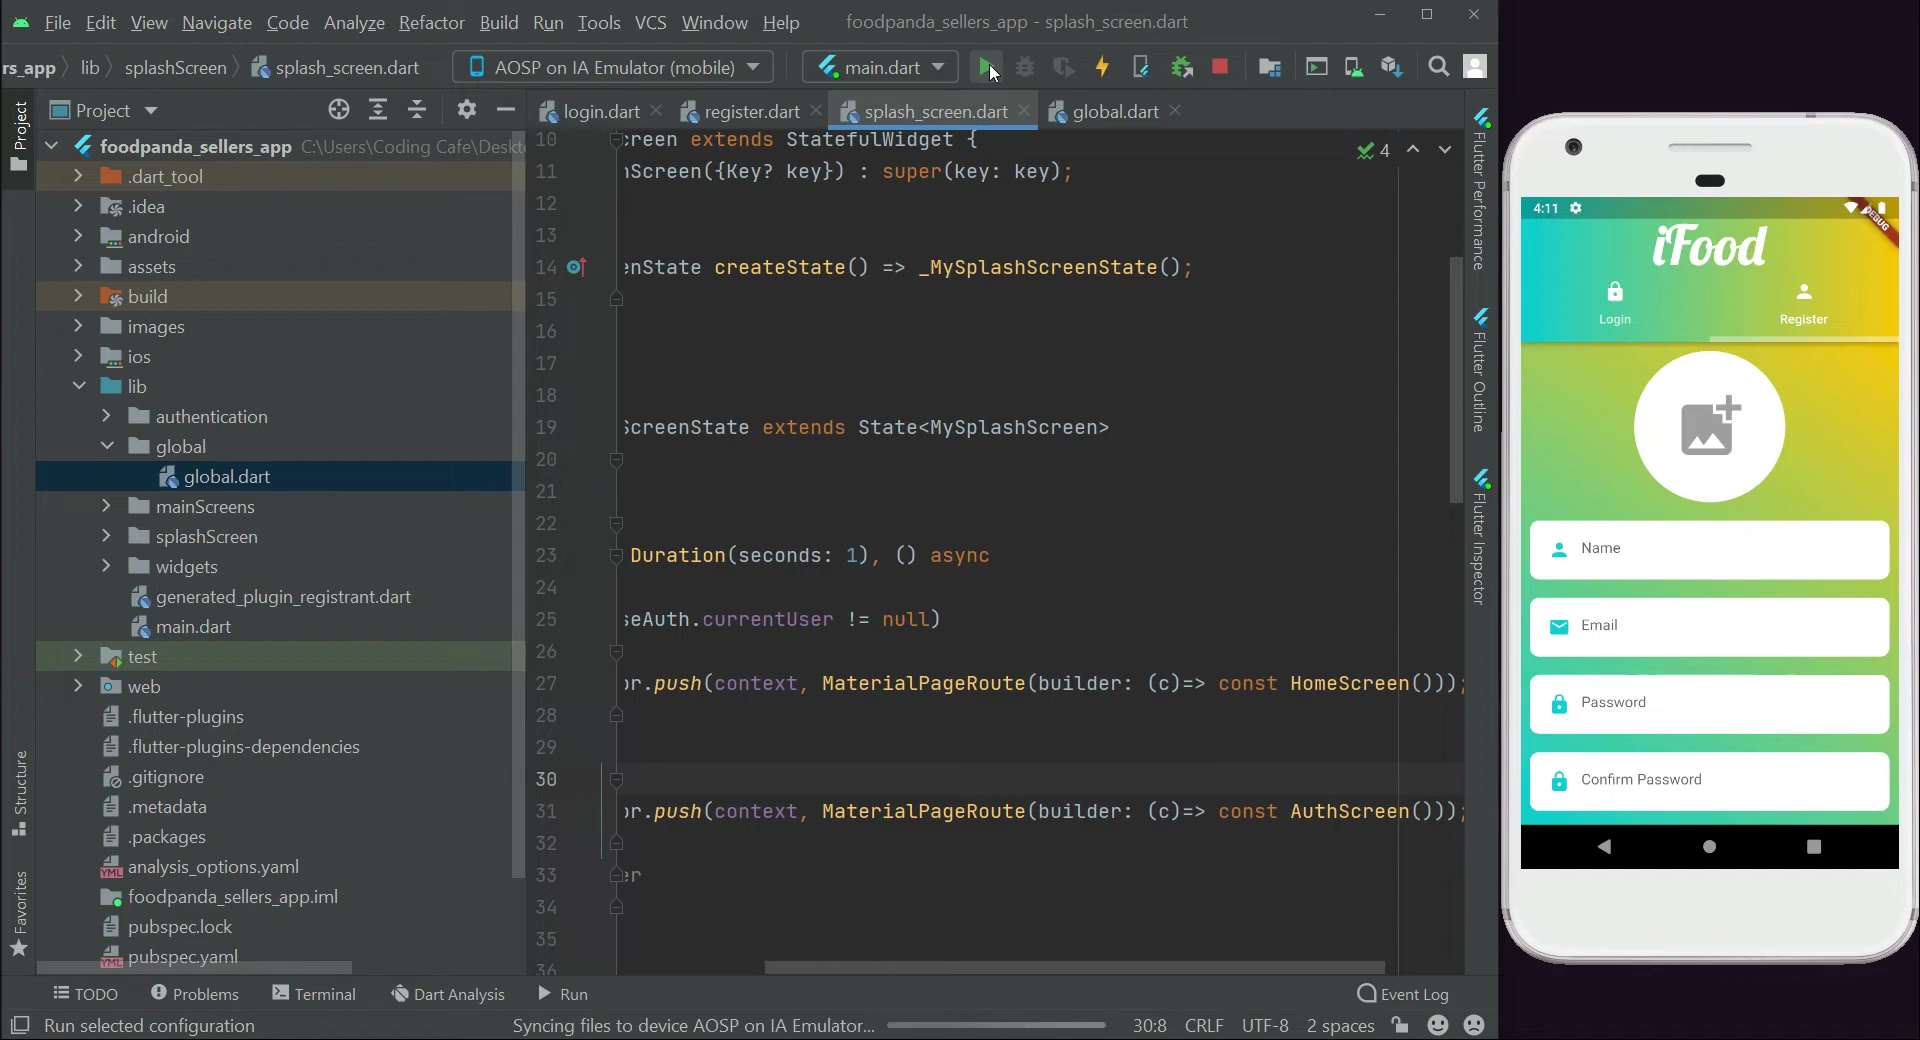 File Edit View Navigate Code Analyze Refactor Build Run Tools VCS Window Help foodpanda_sellers_app - splash_screen.dart
rs_app lib splashScreen splash_screen.dart AOSP on IA Emulator (mobile) main.dart
Project
Project
login.dart
register.dart
splash_screen.dart
global.dart
foodpanda_sellers_app C:\Users\Coding Cafe\Deskt
.dart_tool
.idea
android
assets
build
images
ios
lib
authentication
global
global.dart
mainScreens
splashScreen
widgets
generated_plugin_registrant.dart
main.dart
test
web
.flutter-plugins
.flutter-plugins-dependencies
.gitignore
.metadata
.packages
analysis_options.yaml
foodpanda_sellers_app.iml
pubspec.lock
pubspec.yaml
Structure
Favorites
4
10 creen extends StatefulWidget {
11 nScreen({Key? key}) : super(key: key);
12
13
14 enState createState() => _MySplashScreenState();
15
16
17
18
19 ScreenState extends State<MySplashScreen>
20
21
22
23 Duration(seconds: 1), () async
24
25 seAuth.currentUser != null)
26
27 or.push(context, MaterialPageRoute(builder: (c)=> const HomeScreen()));
28
29
30
31 or.push(context, MaterialPageRoute(builder: (c)=> const AuthScreen()));
32
33 er
34
35
36
Flutter Performance
Flutter Outline
Flutter Inspector
4:11
DEBUG
iFood
Login Register
Name
Email
Password
Confirm Password
TODO Problems Terminal Dart Analysis Run Event Log
Run selected configuration Syncing files to device AOSP on IA Emulator... 30:8 CRLF UTF-8 2 spaces